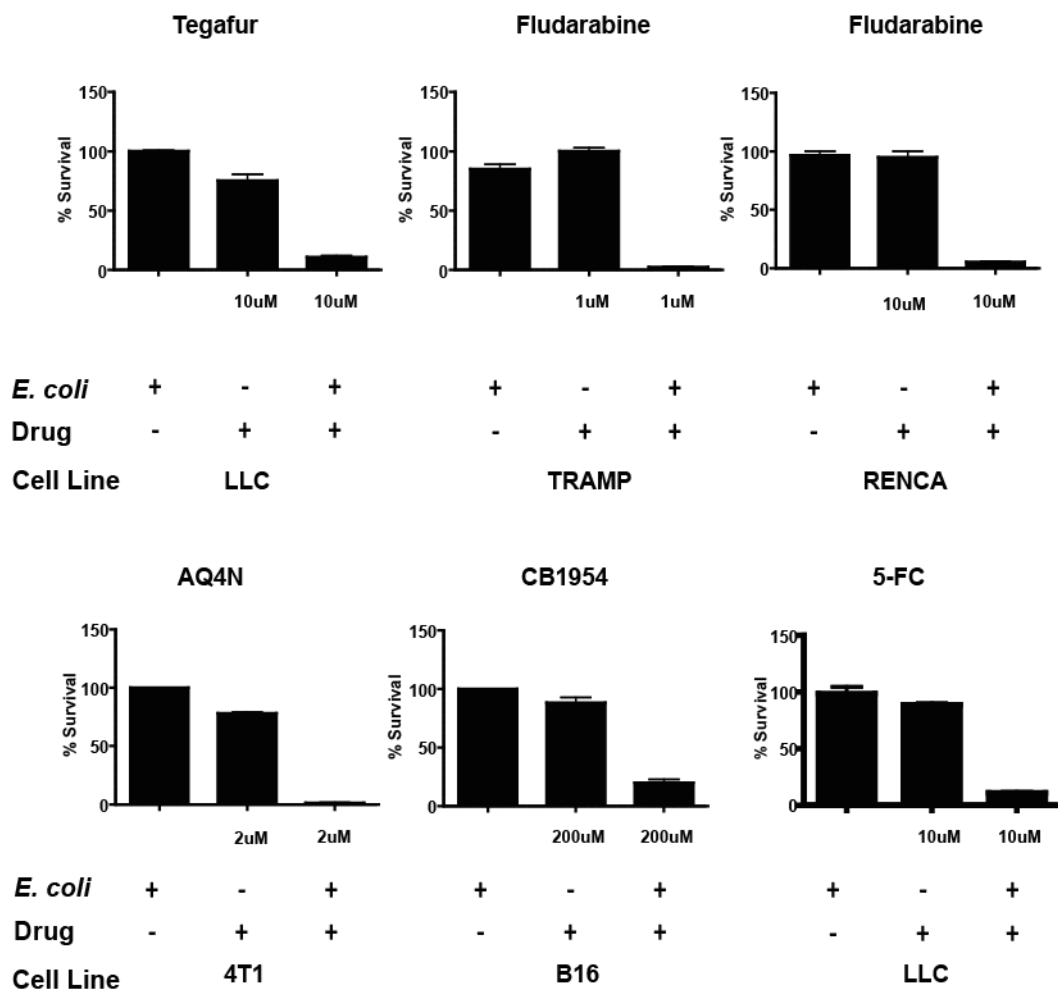 Tegafur Fludarabine Fludarabine
150 150 150
100 100 100
50 50 50
0 0 0
% Survival % Survival % Survival
10uM 10uM 1uM 1uM 10uM 10uM
E. coli + - + + - + + - +
Drug - + + - + + - + +
Cell Line LLC TRAMP RENCA
AQ4N CB1954 5-FC
150 150 150
100 100 100
50 50 50
0 0 0
% Survival % Survival % Survival
2uM 2uM 200uM 200uM 10uM 10uM
E. coli + - + + - + + - +
Drug - + + - + + - + +
Cell Line 4T1 B16 LLC